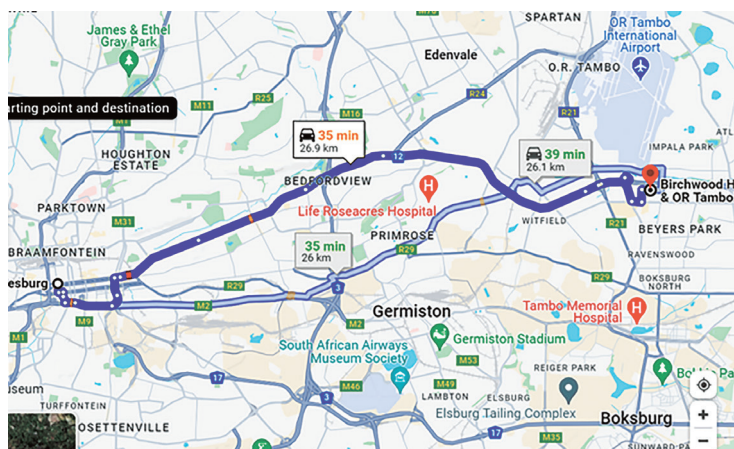 SPARTAN
James & Ethel
Gray Park
OR Tambo
International
Airport
Edenvale
O.R. TAMBO
R24
M11
R25
M16
arting point and destination
R21
IMPALA PARK
ATL
HOUGHTON
ESTATE
35 min
26.9 km
12
39 min
26.1 km
BEDFORDVIEW
Birchwood H
& OR Tambo
PARKTOWN
M31
Life Roseacres Hospital
WITFIELD
BEYERS PARK
PRIMROSE
BRAAMFONTEIN
35 min
26 km
R29
RAVENSWOOD
esburg
R29
3
R21
BOKSBURG
NORTH
M2
M9
Germiston
Tambo Memorial
Hospital
M1
M2
Germiston Stadium
South African Airways
Museum Society
M53
REIGER PARK
17
M46
M49
ELSBURG
useum
3
LAMBTON
Elsburg Tailing Complex
TURFFONTEIN
Boksburg
+
OSETTENVILLE
17
M35
−